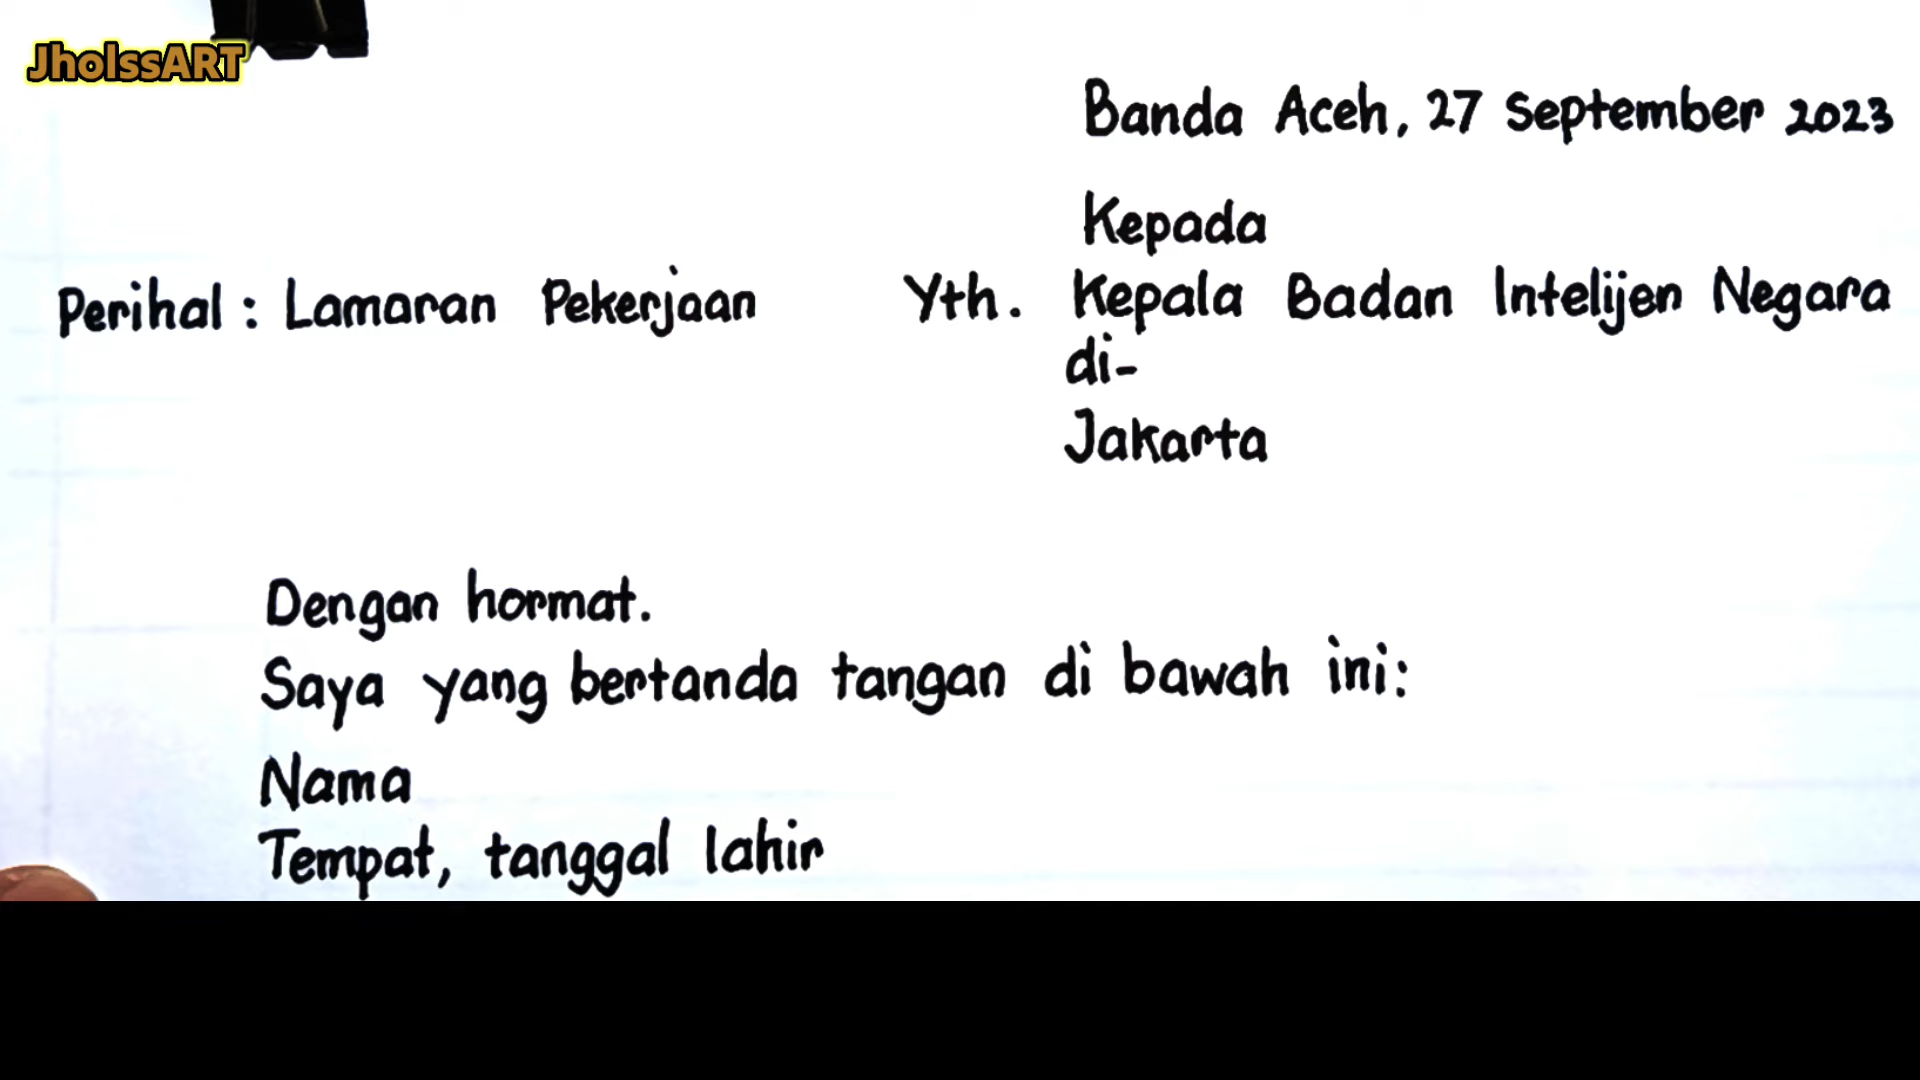 JholssART
Banda Aceh, 27 September 2023
Kepada
Perihal : Lamaran Pekerjaan Yth. Kepala Badan Intelijen Negara
di-
Jakarta
Dengan hormat.
Saya yang bertanda tangan di bawah ini:
Nama
Tempat, tanggal lahir